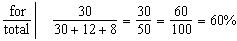 for/total | 30/(30 + 12 + 8) = 30/50 = 60/100 = 60%